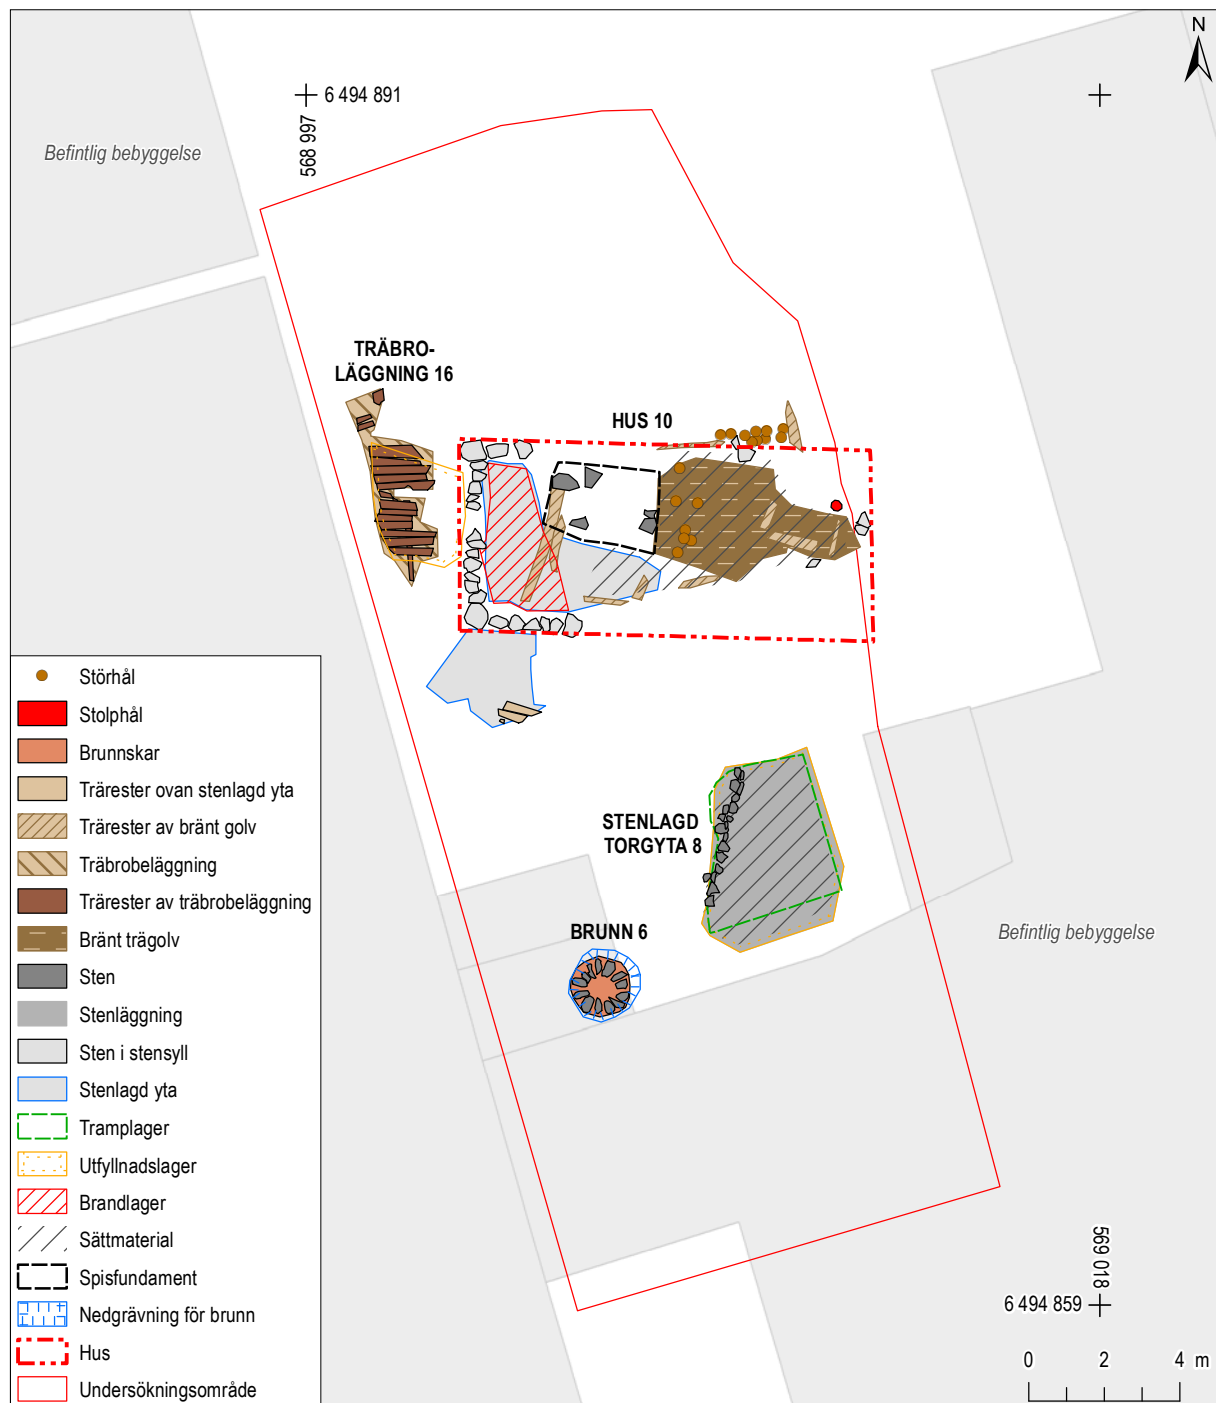 N
6 494 891
568 997
Befintlig bebyggelse
TRÄBRO-
LÄGGNING 16
HUS 10
STENLAGD
TORGYTA 8
BRUNN 6
Befintlig bebyggelse
Störhål
Stolphål
Brunnskar
Trärester ovan stenlagd yta
Trärester av bränt golv
Träbrobeläggning
Trärester av träbrobeläggning
Bränt trägolv
Sten
Stenläggning
Sten i stensyll
Stenlagd yta
Tramplager
Utfyllnadslager
Brandlager
Sättmaterial
Spisfundament
Nedgrävning för brunn
Hus
Undersökningsområde
569 018
6 494 859
0 2 4 m